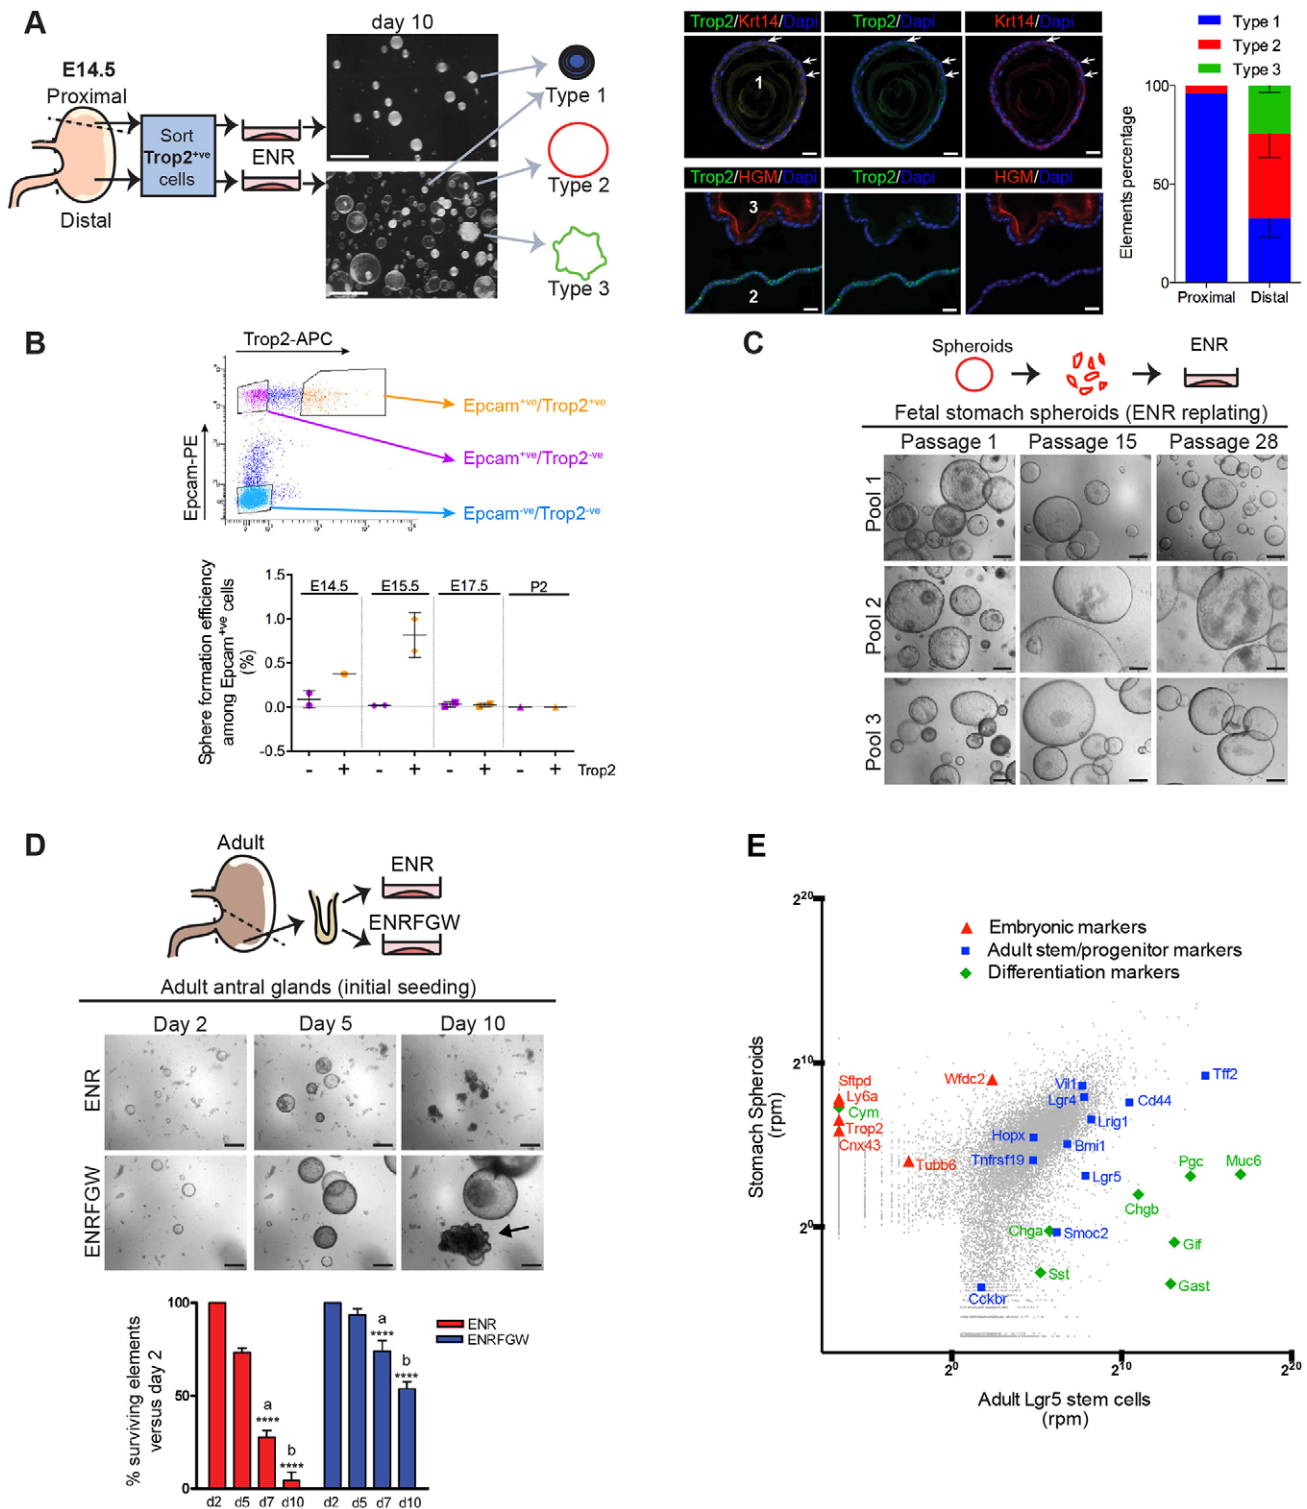 A
E14.5
Proximal
Distal
Sort
Trop2+ve
cells
ENR
day 10
Type 1
Type 2
Type 3
Trop2/Krt14/Dapi
Trop2/Dapi
Krt14/Dapi
1
Trop2/HGM/Dapi
Trop2/Dapi
HGM/Dapi
3
2
Type 1
Type 2
Type 3
Elements percentage
100
50
0
Proximal
Distal
B
Trop2-APC
Epcam-PE
Epcam+ve/Trop2+ve
Epcam+ve/Trop2-ve
Epcam-ve/Trop2-ve
Sphere formation efficiency
among Epcam+ve cells
(%)
1.5
1.0
0.5
0.0
-0.5
E14.5
E15.5
E17.5
P2
- + - + - + - + Trop2
C
Spheroids
ENR
Fetal stomach spheroids (ENR replating)
Passage 1
Passage 15
Passage 28
Pool 1
Pool 2
Pool 3
D
Adult
ENR
ENRFGW
Adult antral glands (initial seeding)
Day 2
Day 5
Day 10
ENR
ENRFGW
% surviving elements
versus day 2
100
50
0
a
****
b
****
a
****
b
****
ENR
ENRFGW
d2 d5 d7 d10 d2 d5 d7 d10
E
Embryonic markers
Adult stem/progenitor markers
Differentiation markers
Stomach Spheroids
(rpm)
2^20
2^10
2^0
Sftpd
Ly6a
Cym
Trop2
Cnx43
Wfdc2
Tubb6
Vil1
Lgr4
Cd44
Tff2
Lrig1
Hopx
Bmi1
Tnfrsf19
Lgr5
Pgc
Muc6
Chgb
Chga
Smoc2
Gif
Sst
Gast
Cckbr
2^0
2^10
2^20
Adult Lgr5 stem cells
(rpm)